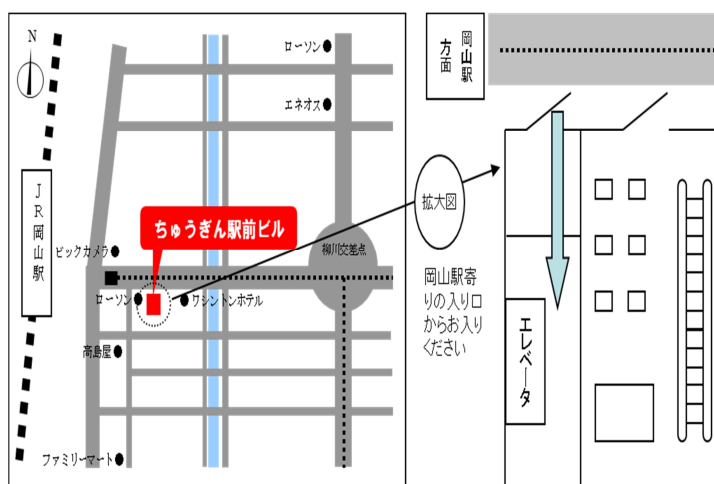 N
ローソン
エネオス
JR岡山駅
ちゅうぎん駅前ビル
ビックカメラ
柳川交差点
ローソン
ワシントンホテル
高島屋
ファミリーマート
岡山駅
方面
拡大図
岡山駅寄
りの入り口
からお入り
ください
エレベータ